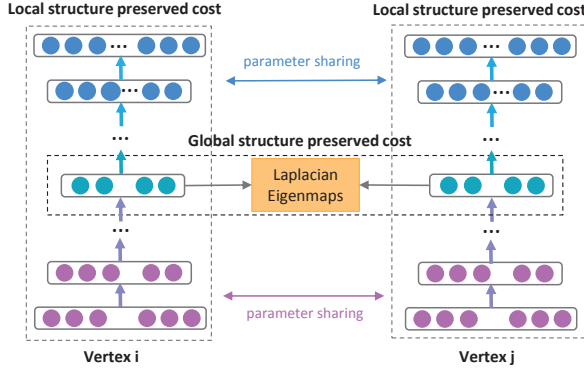 Local structure preserved cost
Local structure preserved cost
...
...
parameter sharing
...
...
...
...
Global structure preserved cost
Laplacian
Eigenmaps
...
...
parameter sharing
Vertex i
Vertex j